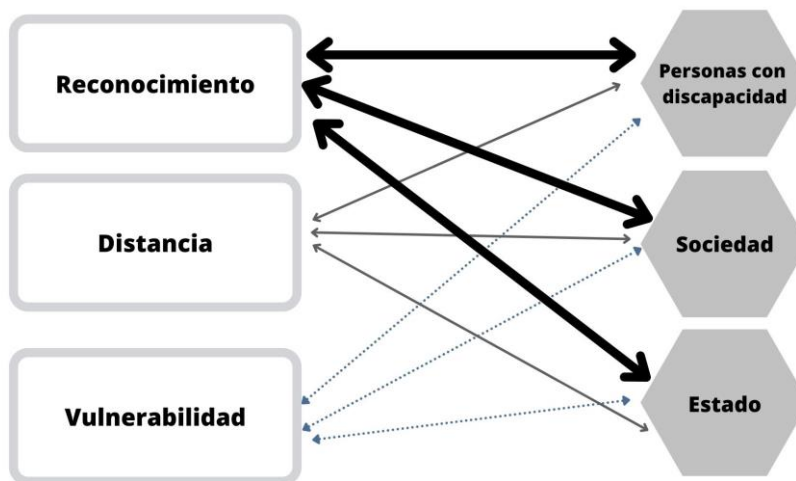 Reconocimiento
Distancia
Vulnerabilidad
Personas con
discapacidad
Sociedad
Estado